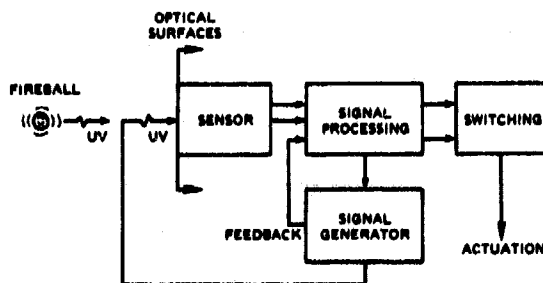 OPTICAL
SURFACES
FIREBALL
UV
UV
SENSOR
SIGNAL
PROCESSING
SWITCHING
FEEDBACK
SIGNAL
GENERATOR
ACTUATION